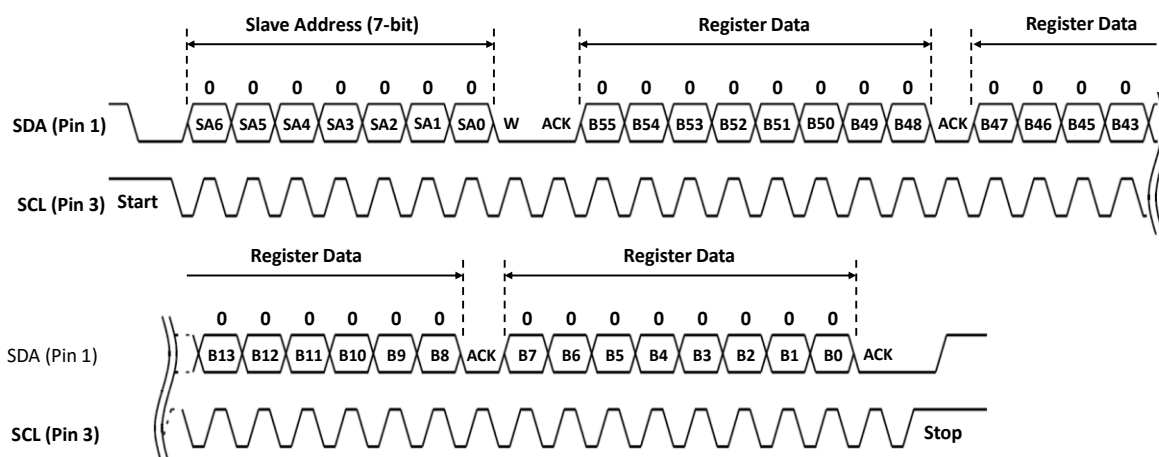 Slave Address (7-bit) Register Data Register Data
0 0 0 0 0 0 0 0 0 0 0 0 0 0 0 0 0 0 0
SDA (Pin 1) SA6 SA5 SA4 SA3 SA2 SA1 SA0 W ACK B55 B54 B53 B52 B51 B50 B49 B48 ACK B47 B46 B45 B43
SCL (Pin 3) Start
Register Data Register Data
0 0 0 0 0 0 0 0 0 0 0 0 0 0
SDA (Pin 1) B13 B12 B11 B10 B9 B8 ACK B7 B6 B5 B4 B3 B2 B1 B0 ACK
SCL (Pin 3) Stop